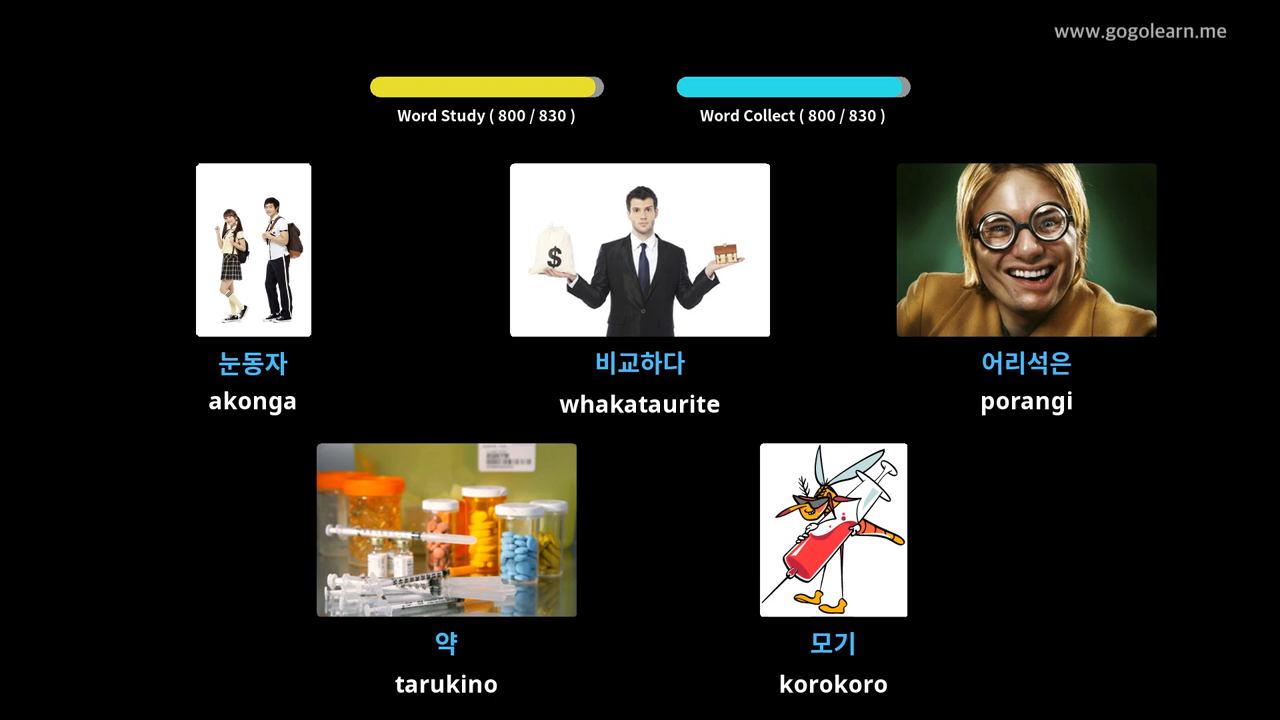 www.gogolearn.me
Word Study ( 800 / 830 )
Word Collect ( 800 / 830 )
눈동자
akonga
비교하다
whakataurite
어리석은
porangi
약
tarukino
모기
korokoro